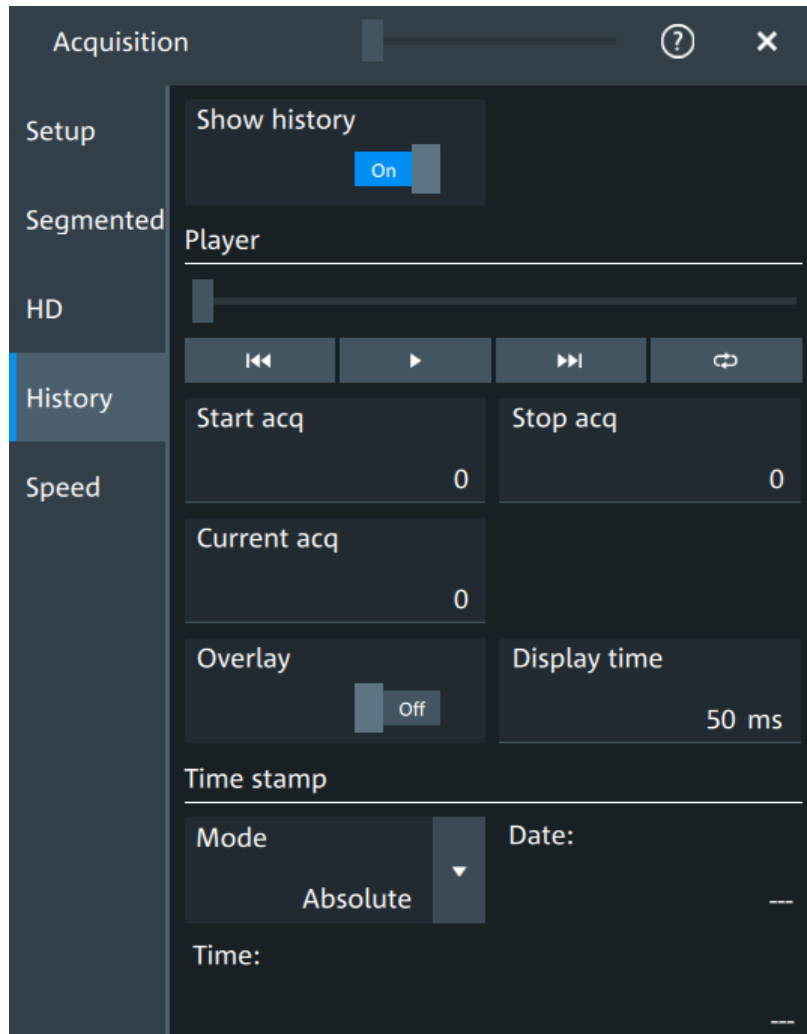 Acquisition
?
Setup
Segmented
HD
History
Speed
Show history
On
Player
Start acq
0
Stop acq
0
Current acq
0
Overlay
Off
Display time
50 ms
Time stamp
Mode
Absolute
Date:
---
Time:
---